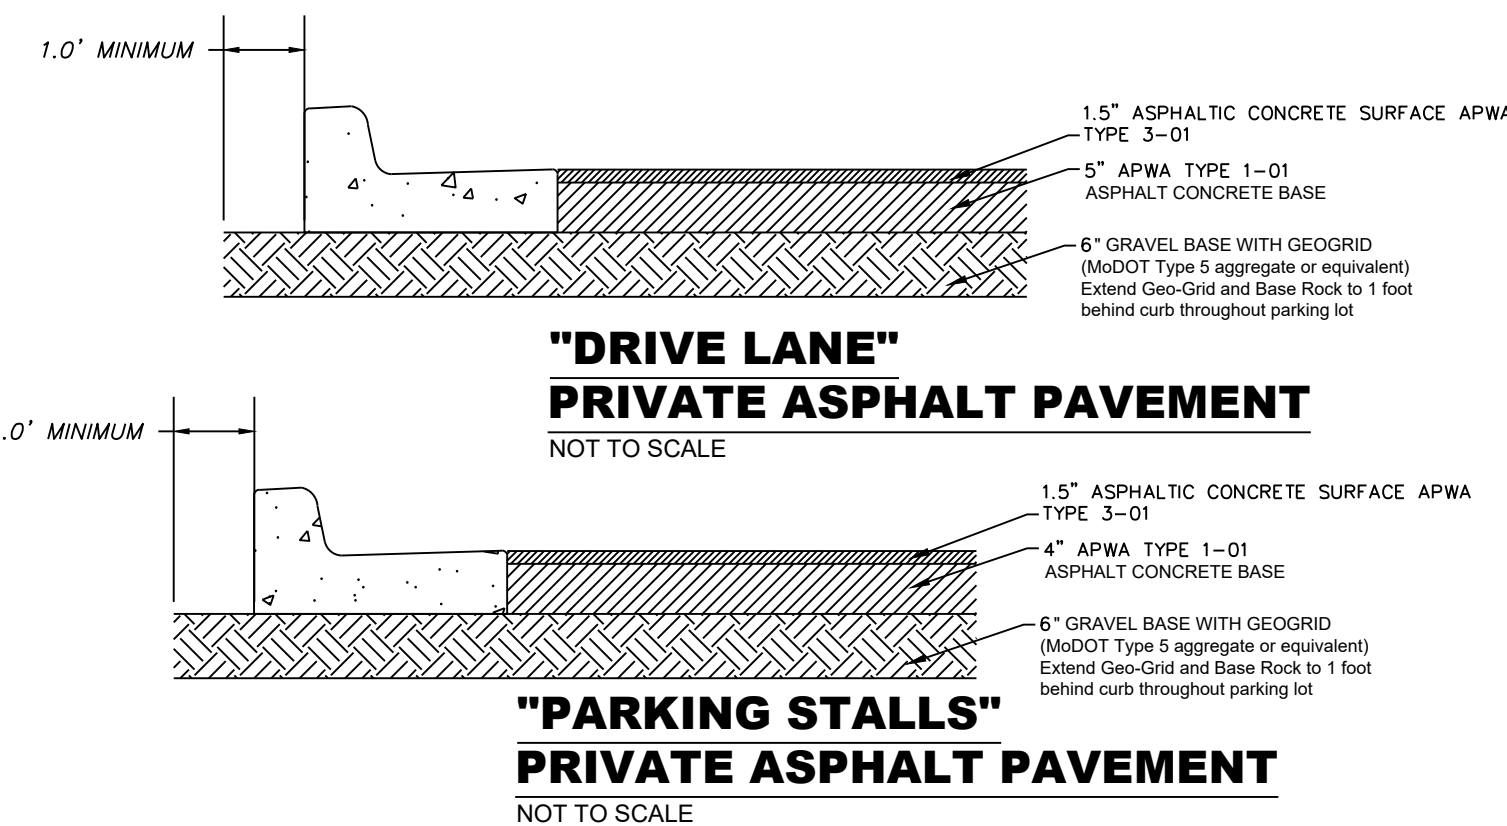 1.0' MINIMUM
1.5" ASPHALTIC CONCRETE SURFACE APWA
TYPE 3-01
5" APWA TYPE 1-01
ASPHALT CONCRETE BASE
6" GRAVEL BASE WITH GEOGRID
(MoDOT Type 5 aggregate or equivalent)
Extend Geo-Grid and Base Rock to 1 foot
behind curb throughout parking lot
"DRIVE LANE"
PRIVATE ASPHALT PAVEMENT
NOT TO SCALE
.0' MINIMUM
1.5" ASPHALTIC CONCRETE SURFACE APWA
TYPE 3-01
4" APWA TYPE 1-01
ASPHALT CONCRETE BASE
6" GRAVEL BASE WITH GEOGRID
(MoDOT Type 5 aggregate or equivalent)
Extend Geo-Grid and Base Rock to 1 foot
behind curb throughout parking lot
"PARKING STALLS"
PRIVATE ASPHALT PAVEMENT
NOT TO SCALE